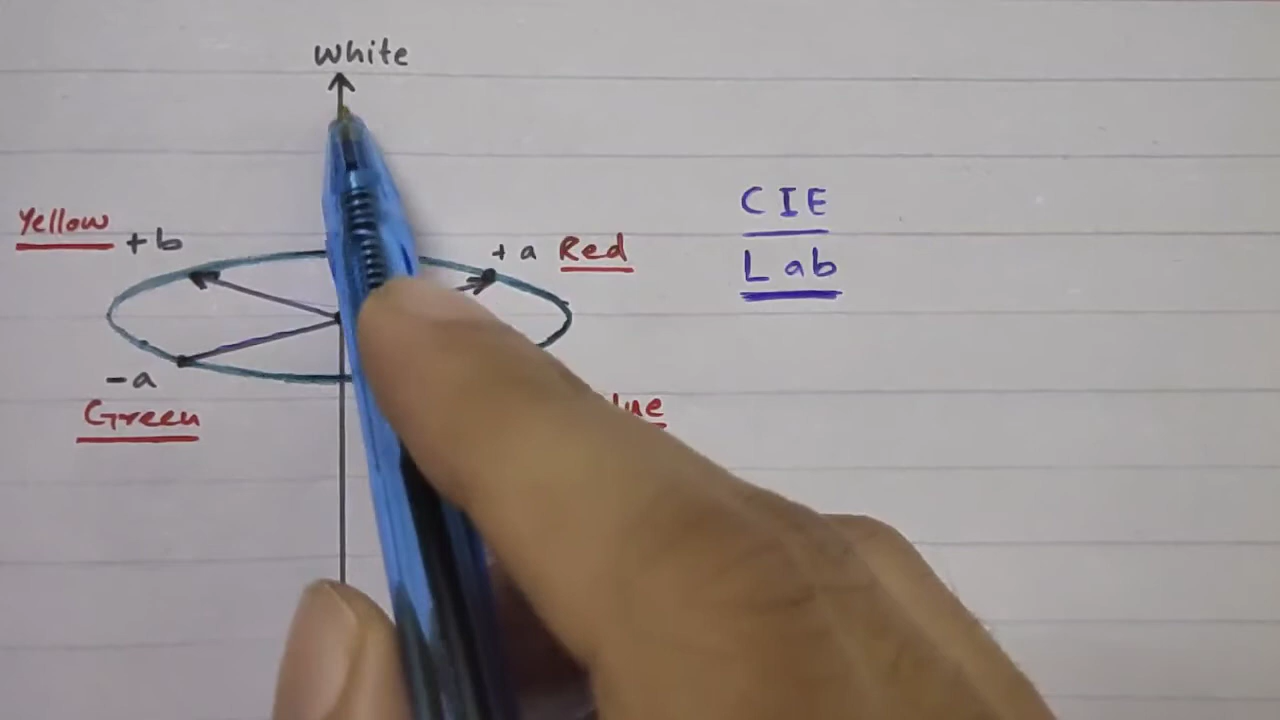 White
CIE
Yellow +b
+a Red
Lab
-a
Green